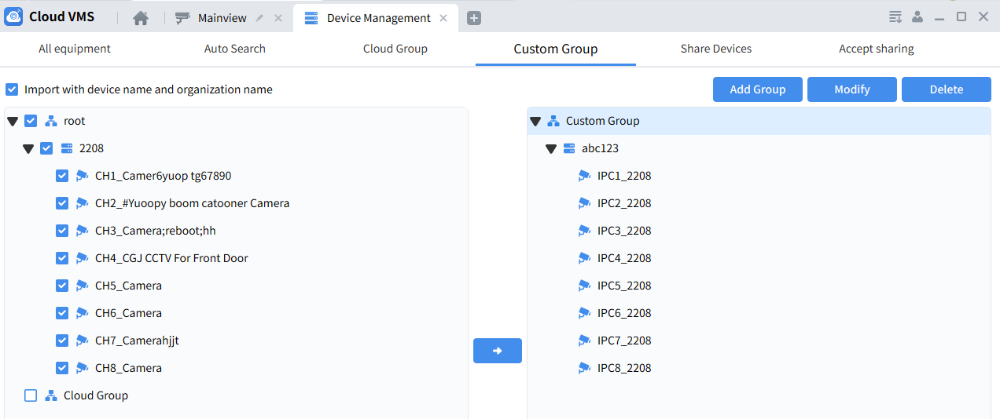 Cloud VMS
Mainview
Device Management
All equipment
Auto Search
Cloud Group
Custom Group
Share Devices
Accept sharing
Import with device name and organization name
Add Group
Modify
Delete
root
2208
CH1_Camer6yuop tg67890
CH2_#Yuoopy boom catooner Camera
CH3_Camera;reboot;hh
CH4_CGJ CCTV For Front Door
CH5_Camera
CH6_Camera
CH7_Camerahjjt
CH8_Camera
Cloud Group
Custom Group
abc123
IPC1_2208
IPC2_2208
IPC3_2208
IPC4_2208
IPC5_2208
IPC6_2208
IPC7_2208
IPC8_2208